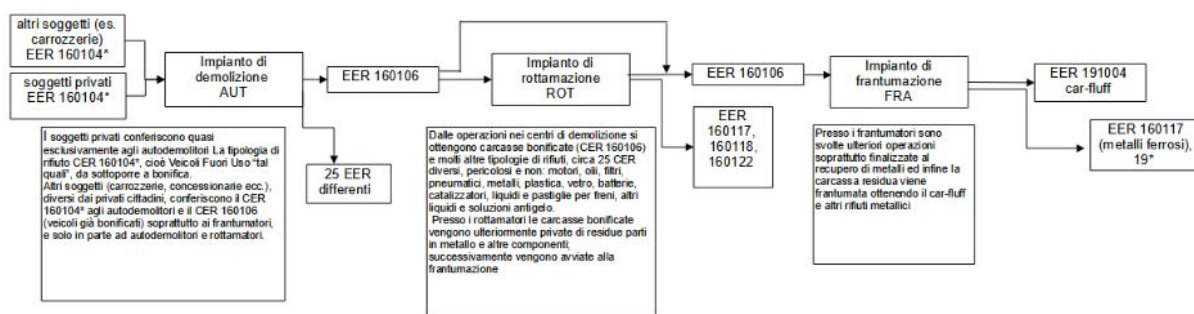 altri soggetti (es.
carrozzerie)
EER 160104*
soggetti privati
EER 160104*
Impianto di
demolizione
AUT
EER 160106
Impianto di
rottamazione
ROT
EER 160106
Impianto di
frantumazione
FRA
EER 191004
car-fluff
EER 160117
(metalli ferrosi),
19*
EER
160117,
160118,
160122
25 EER
differenti
I soggetti privati conferiscono quasi
esclusivamente agli autodemolitori La tipologia di
rifiuto CER 160104*, cioè Veicoli Fuori Uso "tal
quali", da sottoporre a bonifica.
Altri soggetti (carrozzerie, concessionarie ecc.),
diversi dai privati cittadini, conferiscono il CER
160104* agli autodemolitori e il CER 160106
(veicoli già bonificati) soprattutto ai frantumatori,
e solo in parte ad autodemolitori e rottamatori.
Dalle operazioni nei centri di demolizione si
ottengono carcasse bonificate (CER 160106)
e molti altre tipologie di rifiuti, circa 25 CER
diversi, pericolosi e non: motori, olii, filtri,
pneumatici, metalli, plastica, vetro, batterie,
catalizzatori, liquidi e pastiglie per freni, altri
liquidi e soluzioni antigelo.
Presso i rottamatori le carcasse bonificate
vengono ulteriormente private di residue parti
in metallo e altre componenti;
successivamente vengono avviate alla
frantumazione
Presso i frantumatori sono
svolte ulteriori operazioni
soprattutto finalizzate al
recupero di metalli ed infine la
carcassa residua viene
frantumata ottenendo il car-fluff
e altri rifiuti metallici